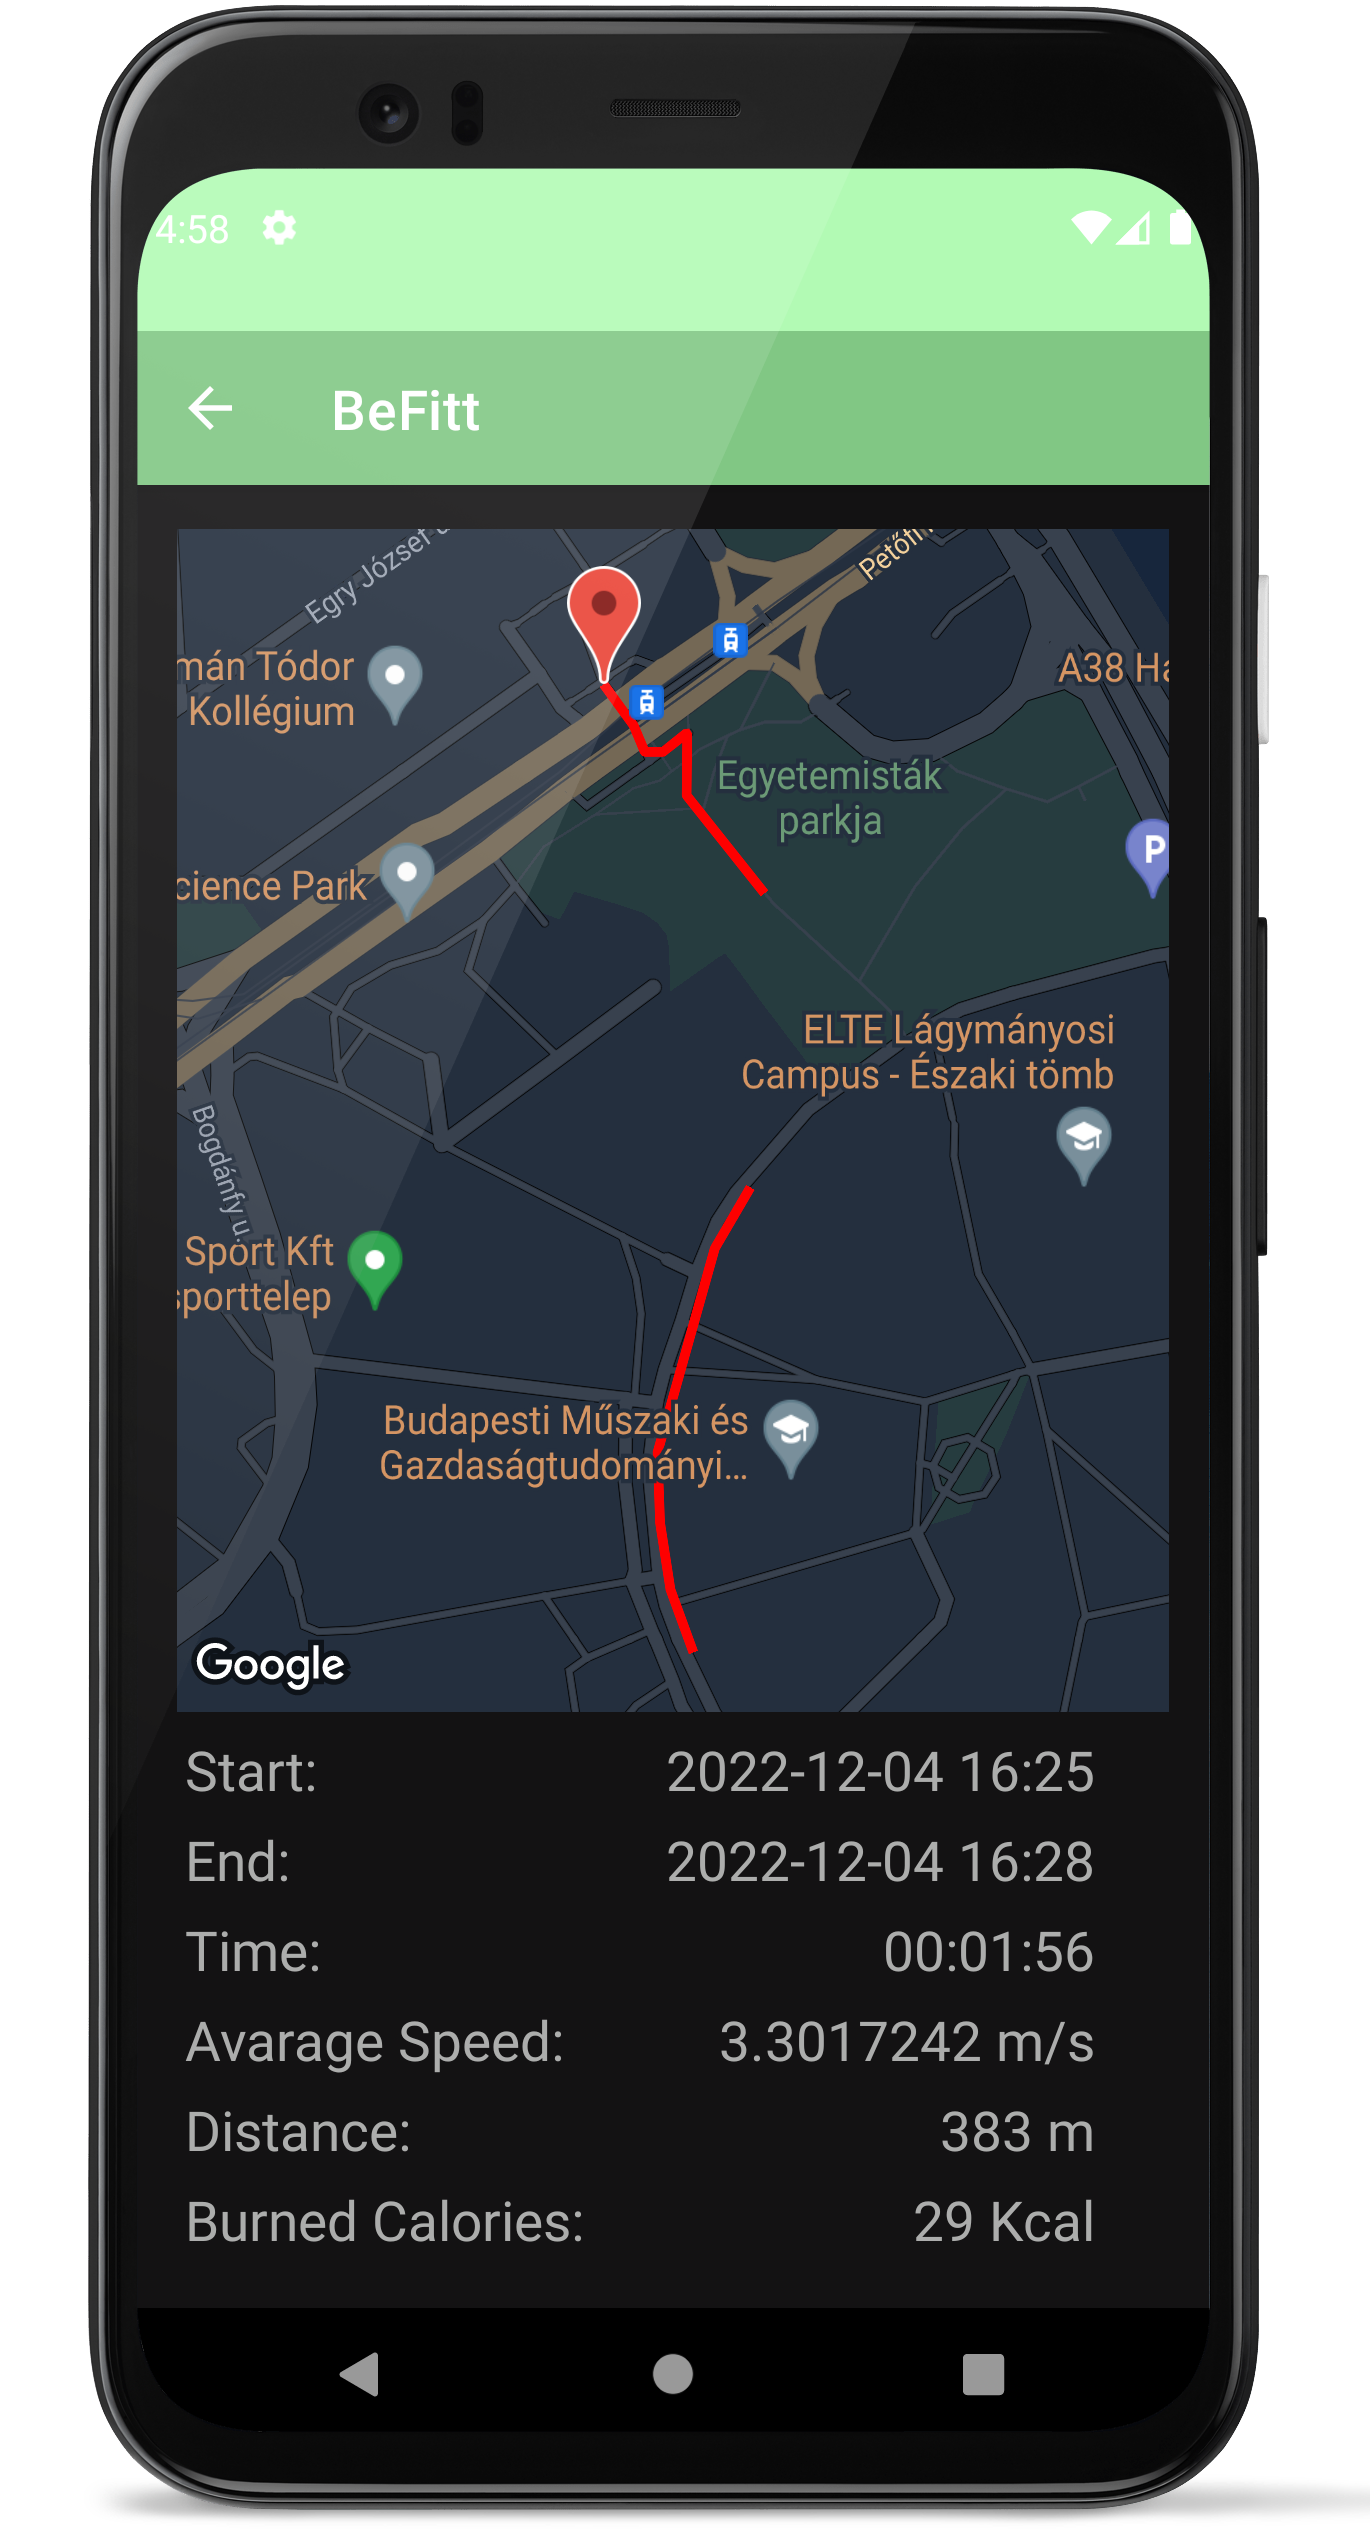 4:58
BeFitt
Egry József
Petőfi
mán Tódor
Kollégium
A38 Ha
Egyetemisták
parkja
P
cience Park
ELTE Lágymányosi
Campus - Északi tömb
Bogdánfy u.
Sport Kft
sporttelep
Budapesti Műszaki és
Gazdaságtudományi...
Google
Start: 2022-12-04 16:25
End: 2022-12-04 16:28
Time: 00:01:56
Avarage Speed: 3.3017242 m/s
Distance: 383 m
Burned Calories: 29 Kcal